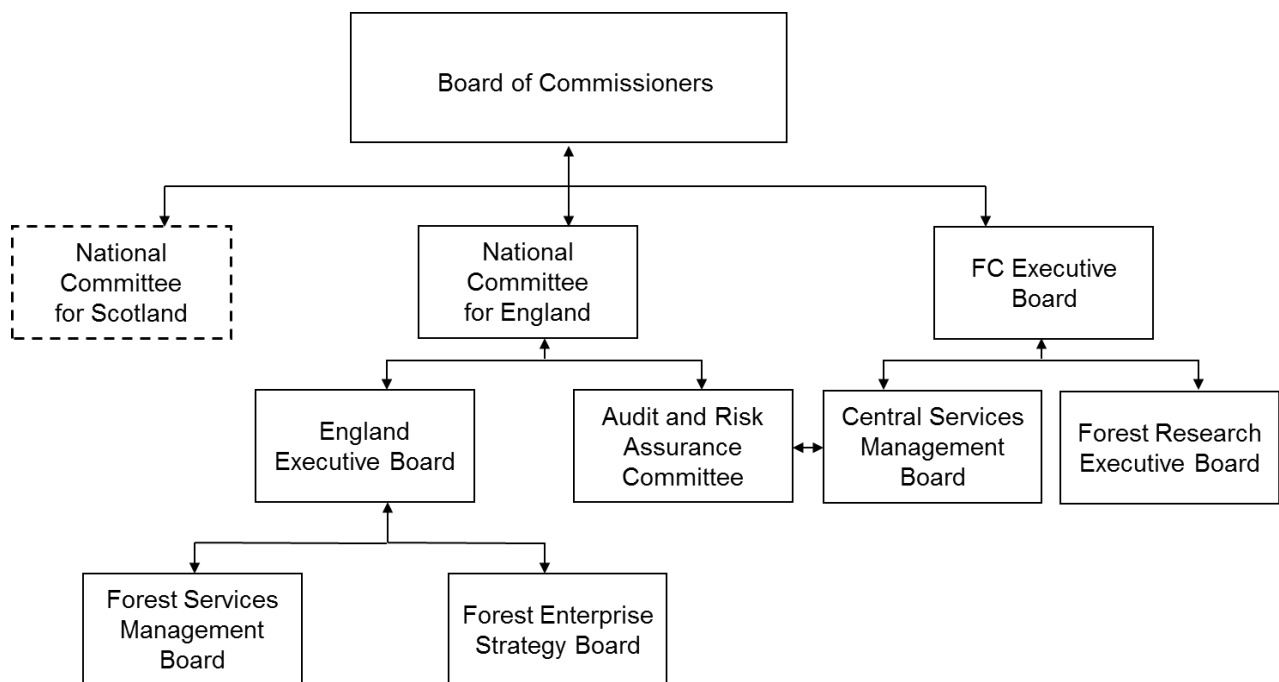 Board of Commissioners
National
Committee
for Scotland
National
Committee
for England
FC Executive
Board
England
Executive Board
Audit and Risk
Assurance
Committee
Central Services
Management
Board
Forest Research
Executive Board
Forest Services
Management
Board
Forest Enterprise
Strategy Board